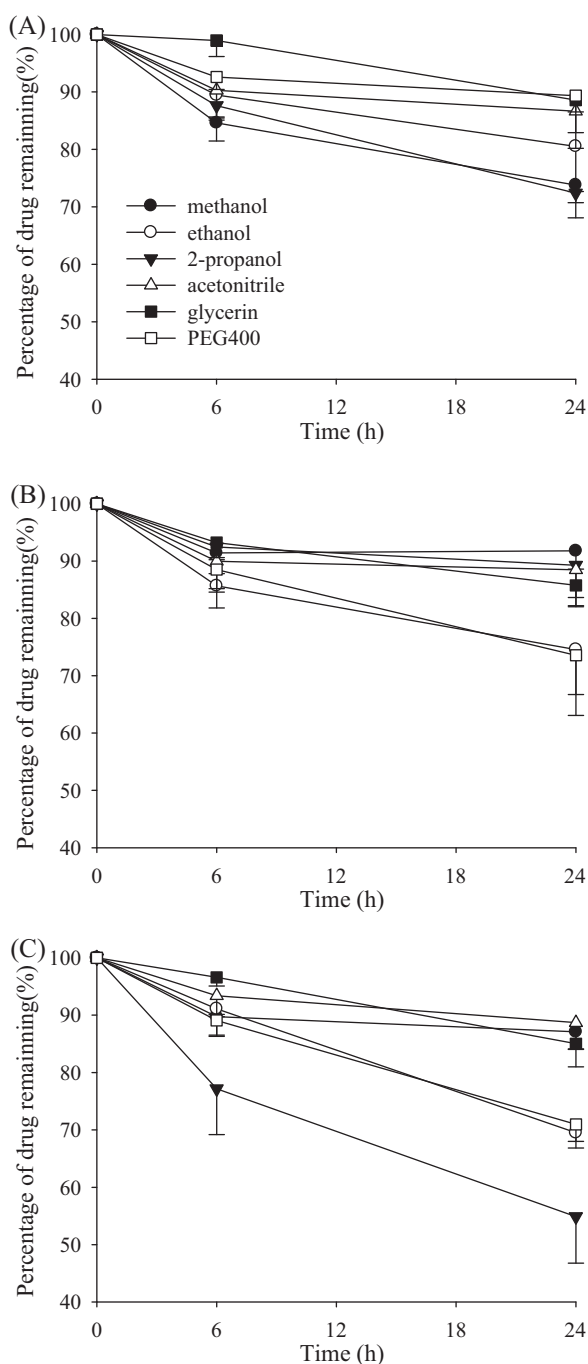 (A)
100
90
80
70
60
50
40
Percentage of drug remainning(%)
methanol
ethanol
2-propanol
acetonitrile
glycerin
PEG400
0 6 12 18 24
Time (h)
(B)
100
90
80
70
60
50
40
Percentage of drug remainning(%)
0 6 12 18 24
Time (h)
(C)
100
90
80
70
60
50
40
Percentage of drug remainning(%)
0 6 12 18 24
Time (h)